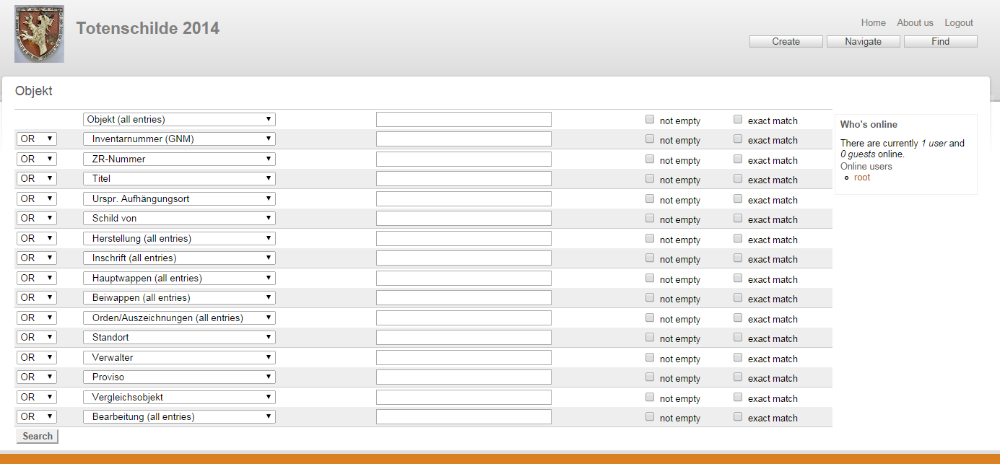 Totenschilde 2014
Home About us Logout
Create Navigate Find
Objekt
Objekt (all entries) not empty exact match
OR Inventarnummer (GNM) not empty exact match
OR ZR-Nummer not empty exact match
OR Titel not empty exact match
OR Urspr. Aufhängungsort not empty exact match
OR Schild von not empty exact match
OR Herstellung (all entries) not empty exact match
OR Inschrift (all entries) not empty exact match
OR Hauptwappen (all entries) not empty exact match
OR Beiwappen (all entries) not empty exact match
OR Orden/Auszeichnungen (all entries) not empty exact match
OR Standort not empty exact match
OR Verwalter not empty exact match
OR Proviso not empty exact match
OR Vergleichsobjekt not empty exact match
OR Bearbeitung (all entries) not empty exact match
Search
Who's online
There are currently 1 user and
0 guests online.
Online users
root